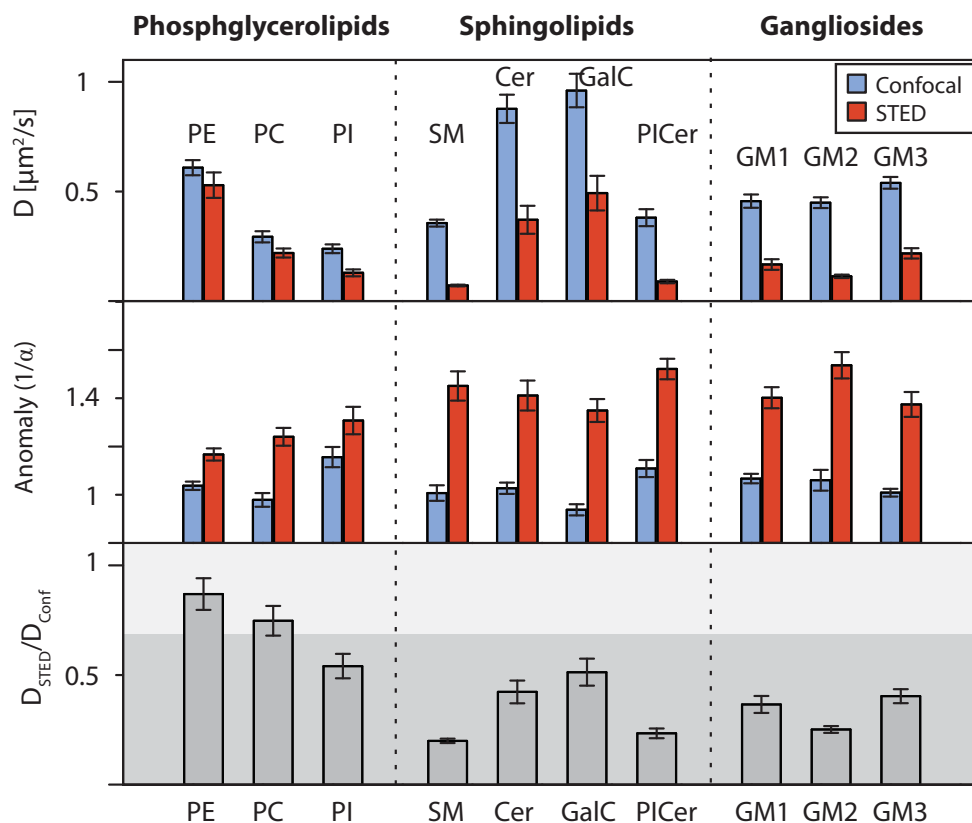 Phosphglycerolipids Sphingolipids Gangliosides
Confocal
STED
D [μm²/s]
1
0.5
PE PC PI SM Cer GalC PICer GM1 GM2 GM3
Anomaly (1/α)
1.4
1
D_STED/D_Conf
1
0.5
PE PC PI SM Cer GalC PICer GM1 GM2 GM3